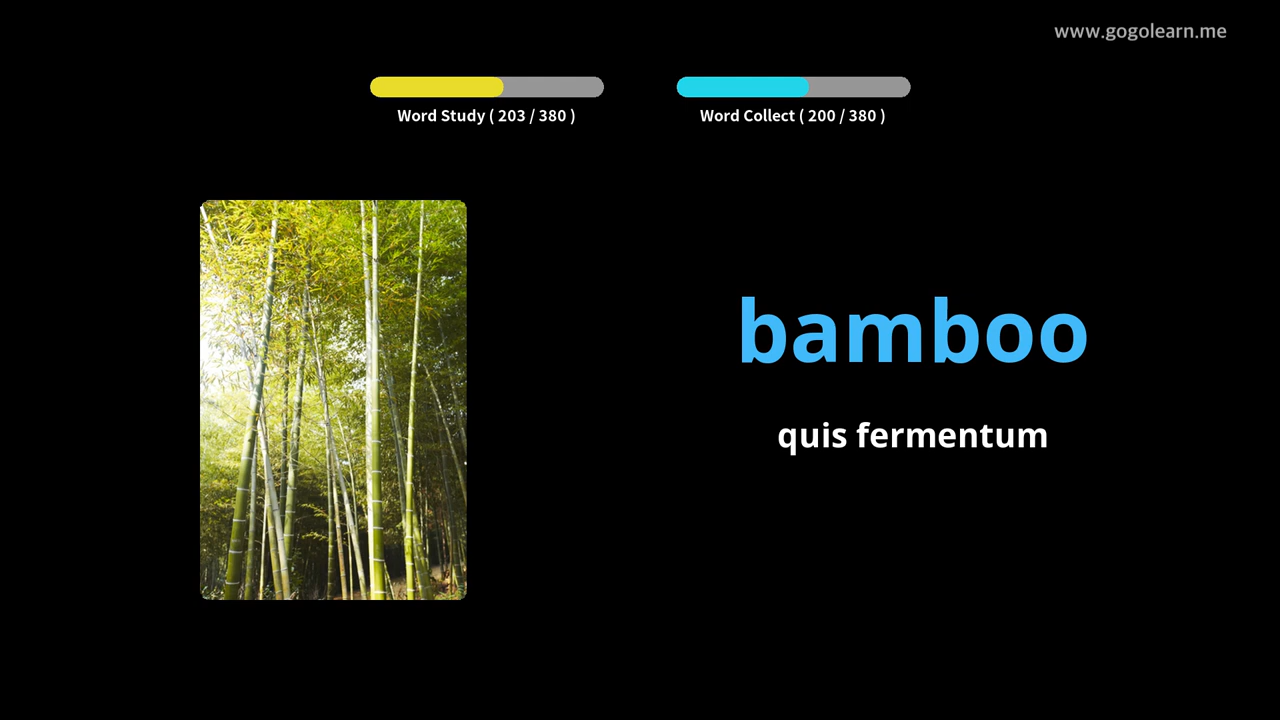 www.gogolearn.me
Word Study ( 203 / 380 )
Word Collect ( 200 / 380 )
bamboo
quis fermentum